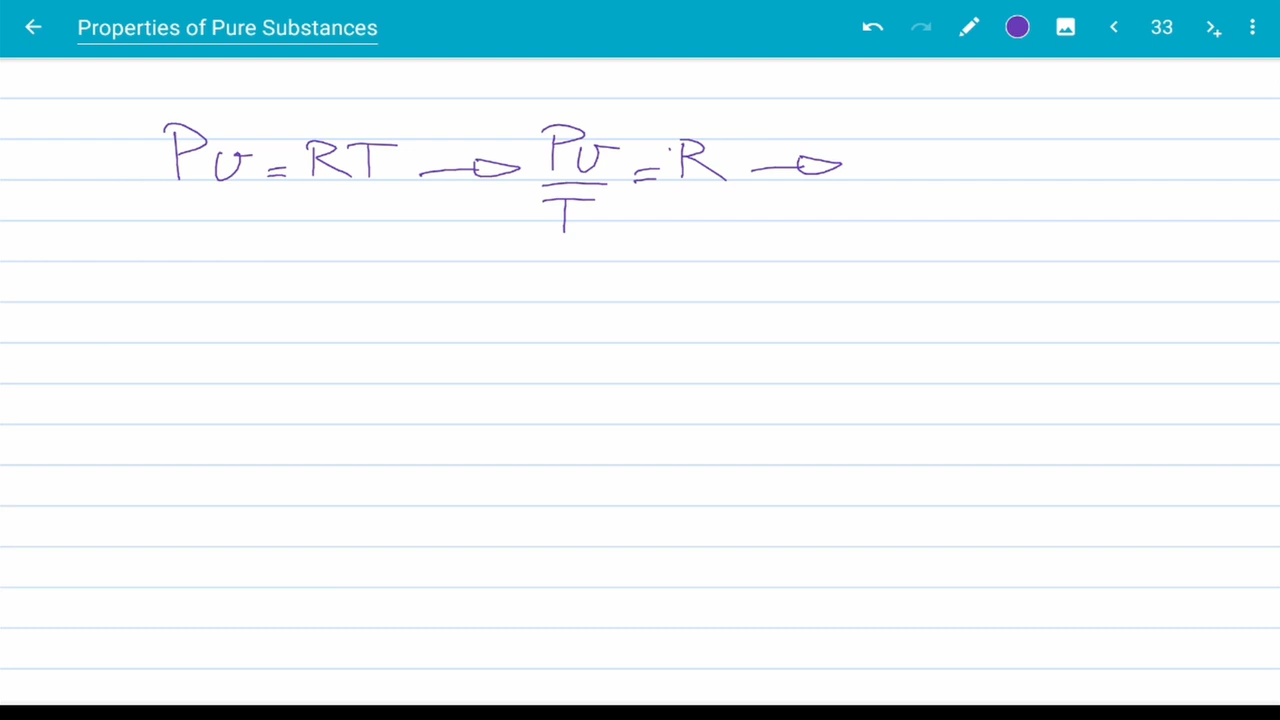 Properties of Pure Substances 33
Pv = RT → Pv/T = R →